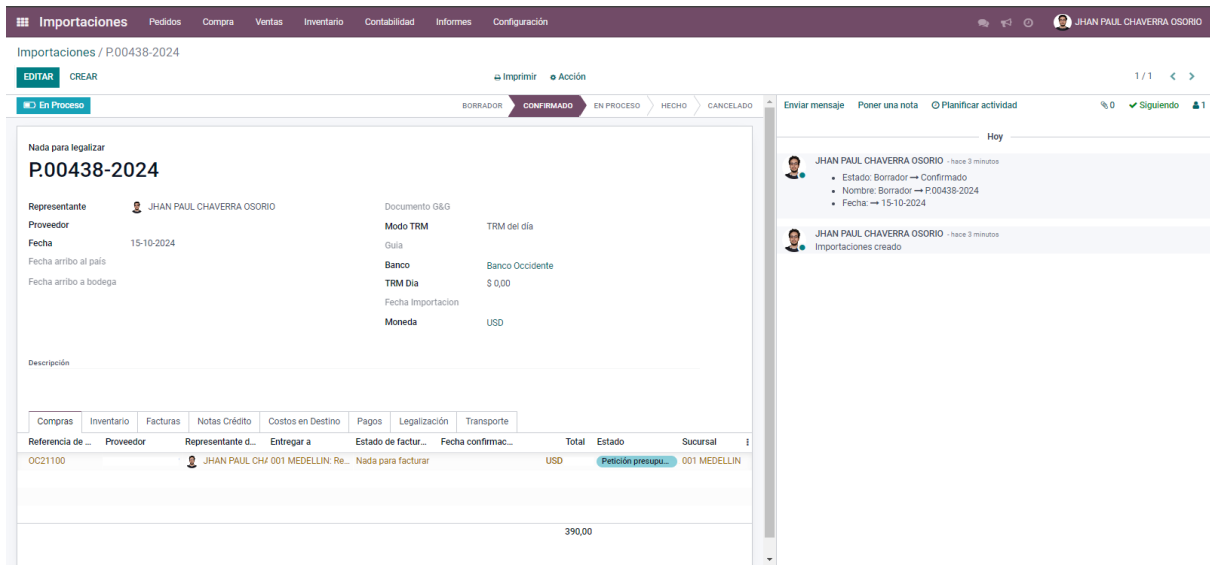 Importaciones Pedidos Compra Ventas Inventario Contabilidad Informes Configuración JHAN PAUL CHAVERRA OSORIO
Importaciones / P.00438-2024
EDITAR CREAR Imprimir Acción 1 / 1
En Proceso BORRADOR CONFIRMADO EN PROCESO HECHO CANCELADO
Enviar mensaje Poner una nota Planificar actividad 0 Siguiendo 1
Nada para legalizar
P.00438-2024
Representante JHAN PAUL CHAVERRA OSORIO
Proveedor
Fecha 15-10-2024
Fecha arribo al país
Fecha arribo a bodega
Documento G&G
Modo TRM TRM del día
Guia
Banco Banco Occidente
TRM Dia $ 0,00
Fecha Importacion
Moneda USD
Descripción
Compras Inventario Facturas Notas Crédito Costos en Destino Pagos Legalización Transporte
Referencia de ... Proveedor Representante d... Entregar a Estado de factur... Fecha confirmac... Total Estado Sucursal
OC21100 JHAN PAUL CHA 001 MEDELLIN: Re... Nada para facturar USD Petición presupu... 001 MEDELLIN
390,00
Hoy
JHAN PAUL CHAVERRA OSORIO - hace 3 minutos
• Estado: Borrador → Confirmado
• Nombre: Borrador → P.00438-2024
• Fecha: → 15-10-2024
JHAN PAUL CHAVERRA OSORIO - hace 3 minutos
Importaciones creado